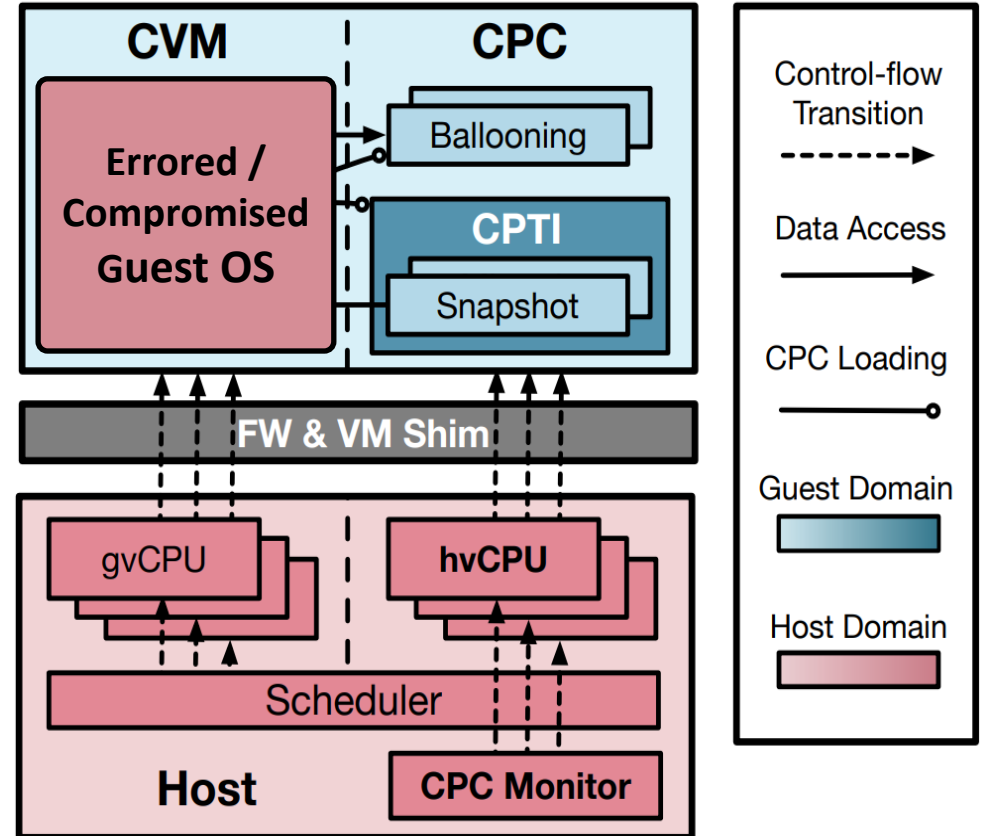 CVM
CPC
Errored /
Compromised
Guest OS
Ballooning
CPTI
Snapshot
FW & VM Shim
gvCPU
hvCPU
Scheduler
Host
CPC Monitor
Control-flow
Transition
Data Access
CPC Loading
Guest Domain
Host Domain